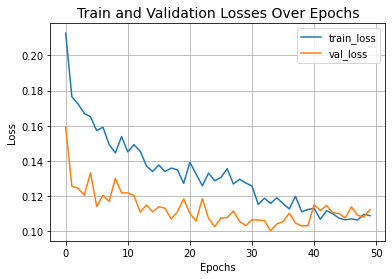 Train and Validation Losses Over Epochs
train_loss
val_loss
Loss
0.20
0.18
0.16
0.14
0.12
0.10
0 10 20 30 40 50
Epochs